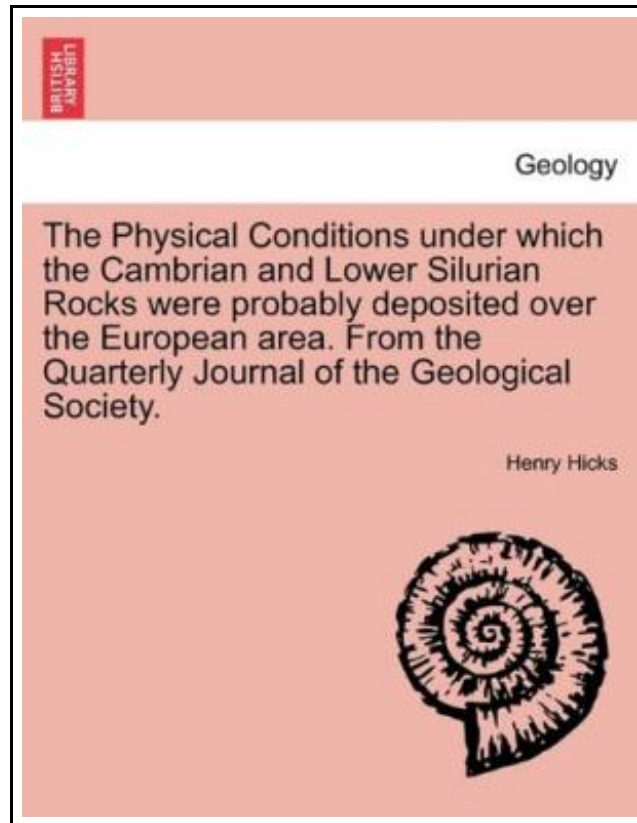 BRITISH
LIBRARY
Geology
The Physical Conditions under which
the Cambrian and Lower Silurian
Rocks were probably deposited over
the European area. From the
Quarterly Journal of the Geological
Society.
Henry Hicks